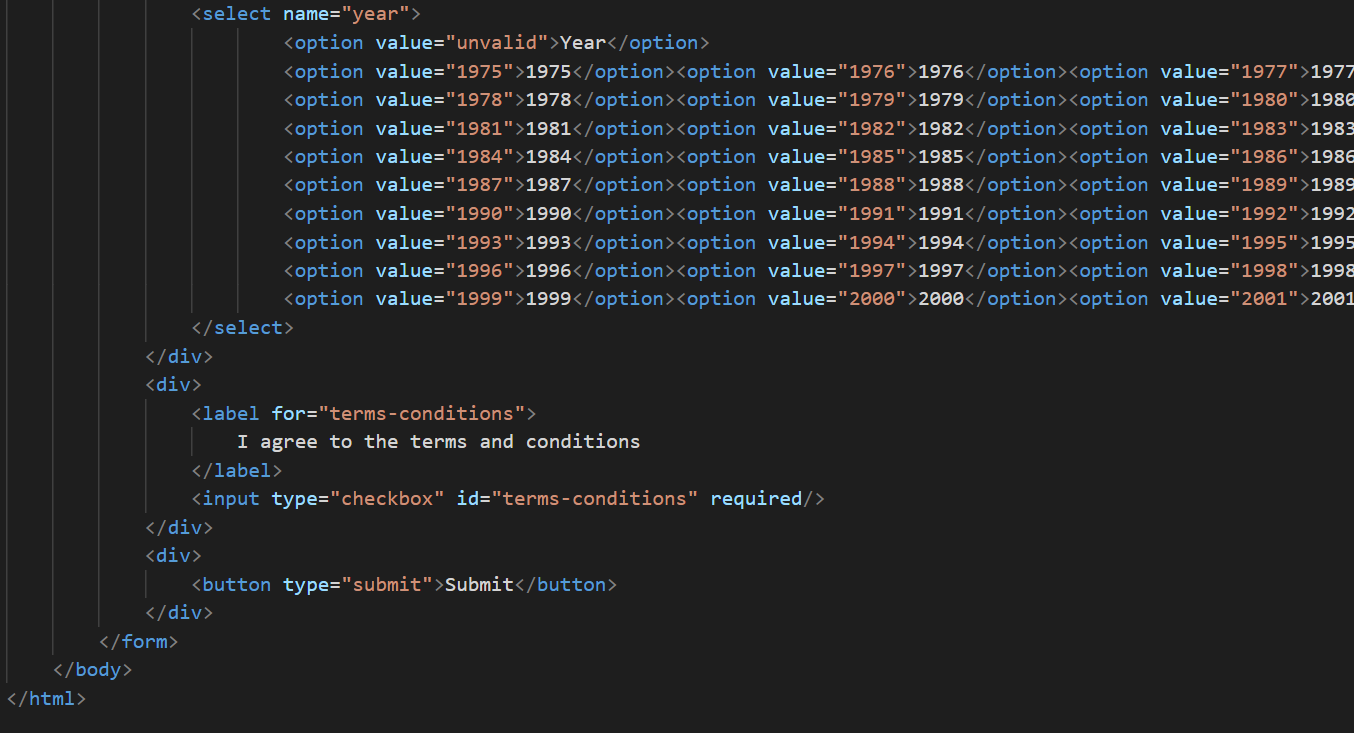 <select name="year">
<option value="unvalid">Year</option>
<option value="1975">1975</option><option value="1976">1976</option><option value="1977">1977
<option value="1978">1978</option><option value="1979">1979</option><option value="1980">1980
<option value="1981">1981</option><option value="1982">1982</option><option value="1983">1983
<option value="1984">1984</option><option value="1985">1985</option><option value="1986">1986
<option value="1987">1987</option><option value="1988">1988</option><option value="1989">1989
<option value="1990">1990</option><option value="1991">1991</option><option value="1992">1992
<option value="1993">1993</option><option value="1994">1994</option><option value="1995">1995
<option value="1996">1996</option><option value="1997">1997</option><option value="1998">1998
<option value="1999">1999</option><option value="2000">2000</option><option value="2001">2001
</select>
</div>
<div>
<label for="terms-conditions">
I agree to the terms and conditions
</label>
<input type="checkbox" id="terms-conditions" required/>
</div>
<div>
<button type="submit">Submit</button>
</div>
</form>
</body>
</html>